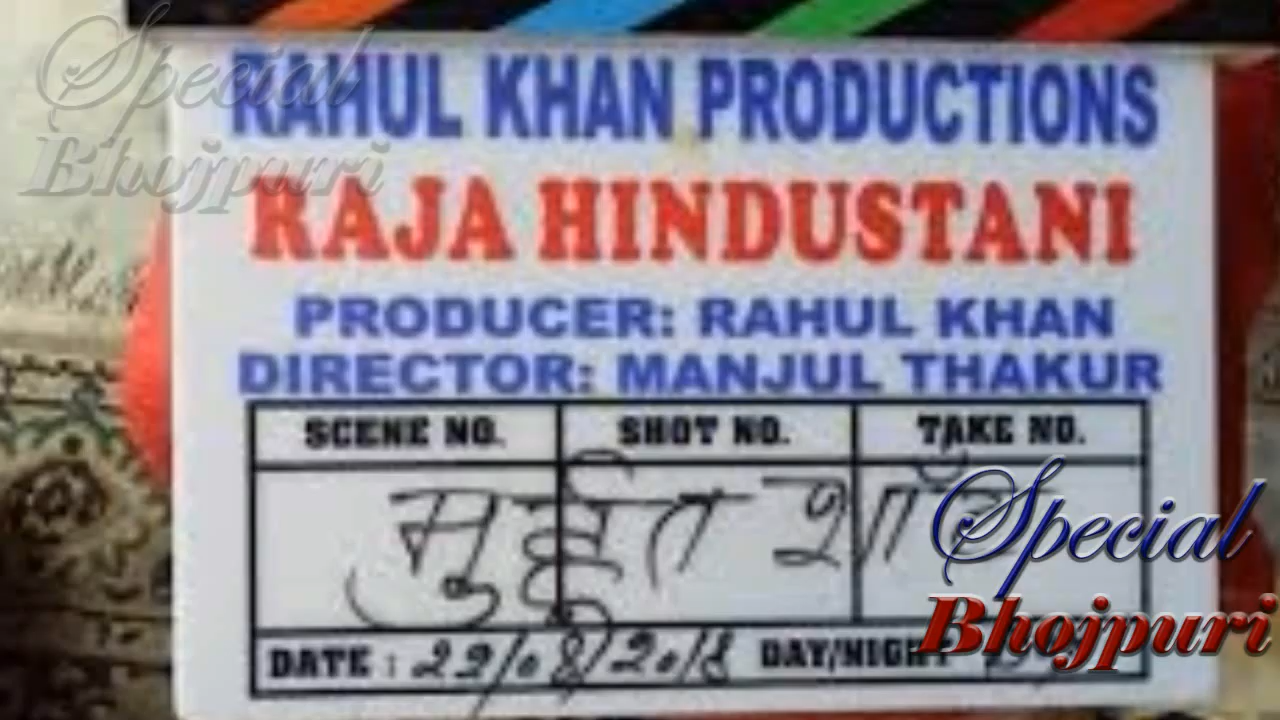 Special
Bhojpuri
RAHUL KHAN PRODUCTIONS
RAJA HINDUSTANI
PRODUCER: RAHUL KHAN
DIRECTOR: MANJUL THAKUR
SCENE NO. SHOT NO. TAKE NO.
मुहूर्त शॉट
DATE : 22/08/2018 DAY/NIGHT
Special
Bhojpuri